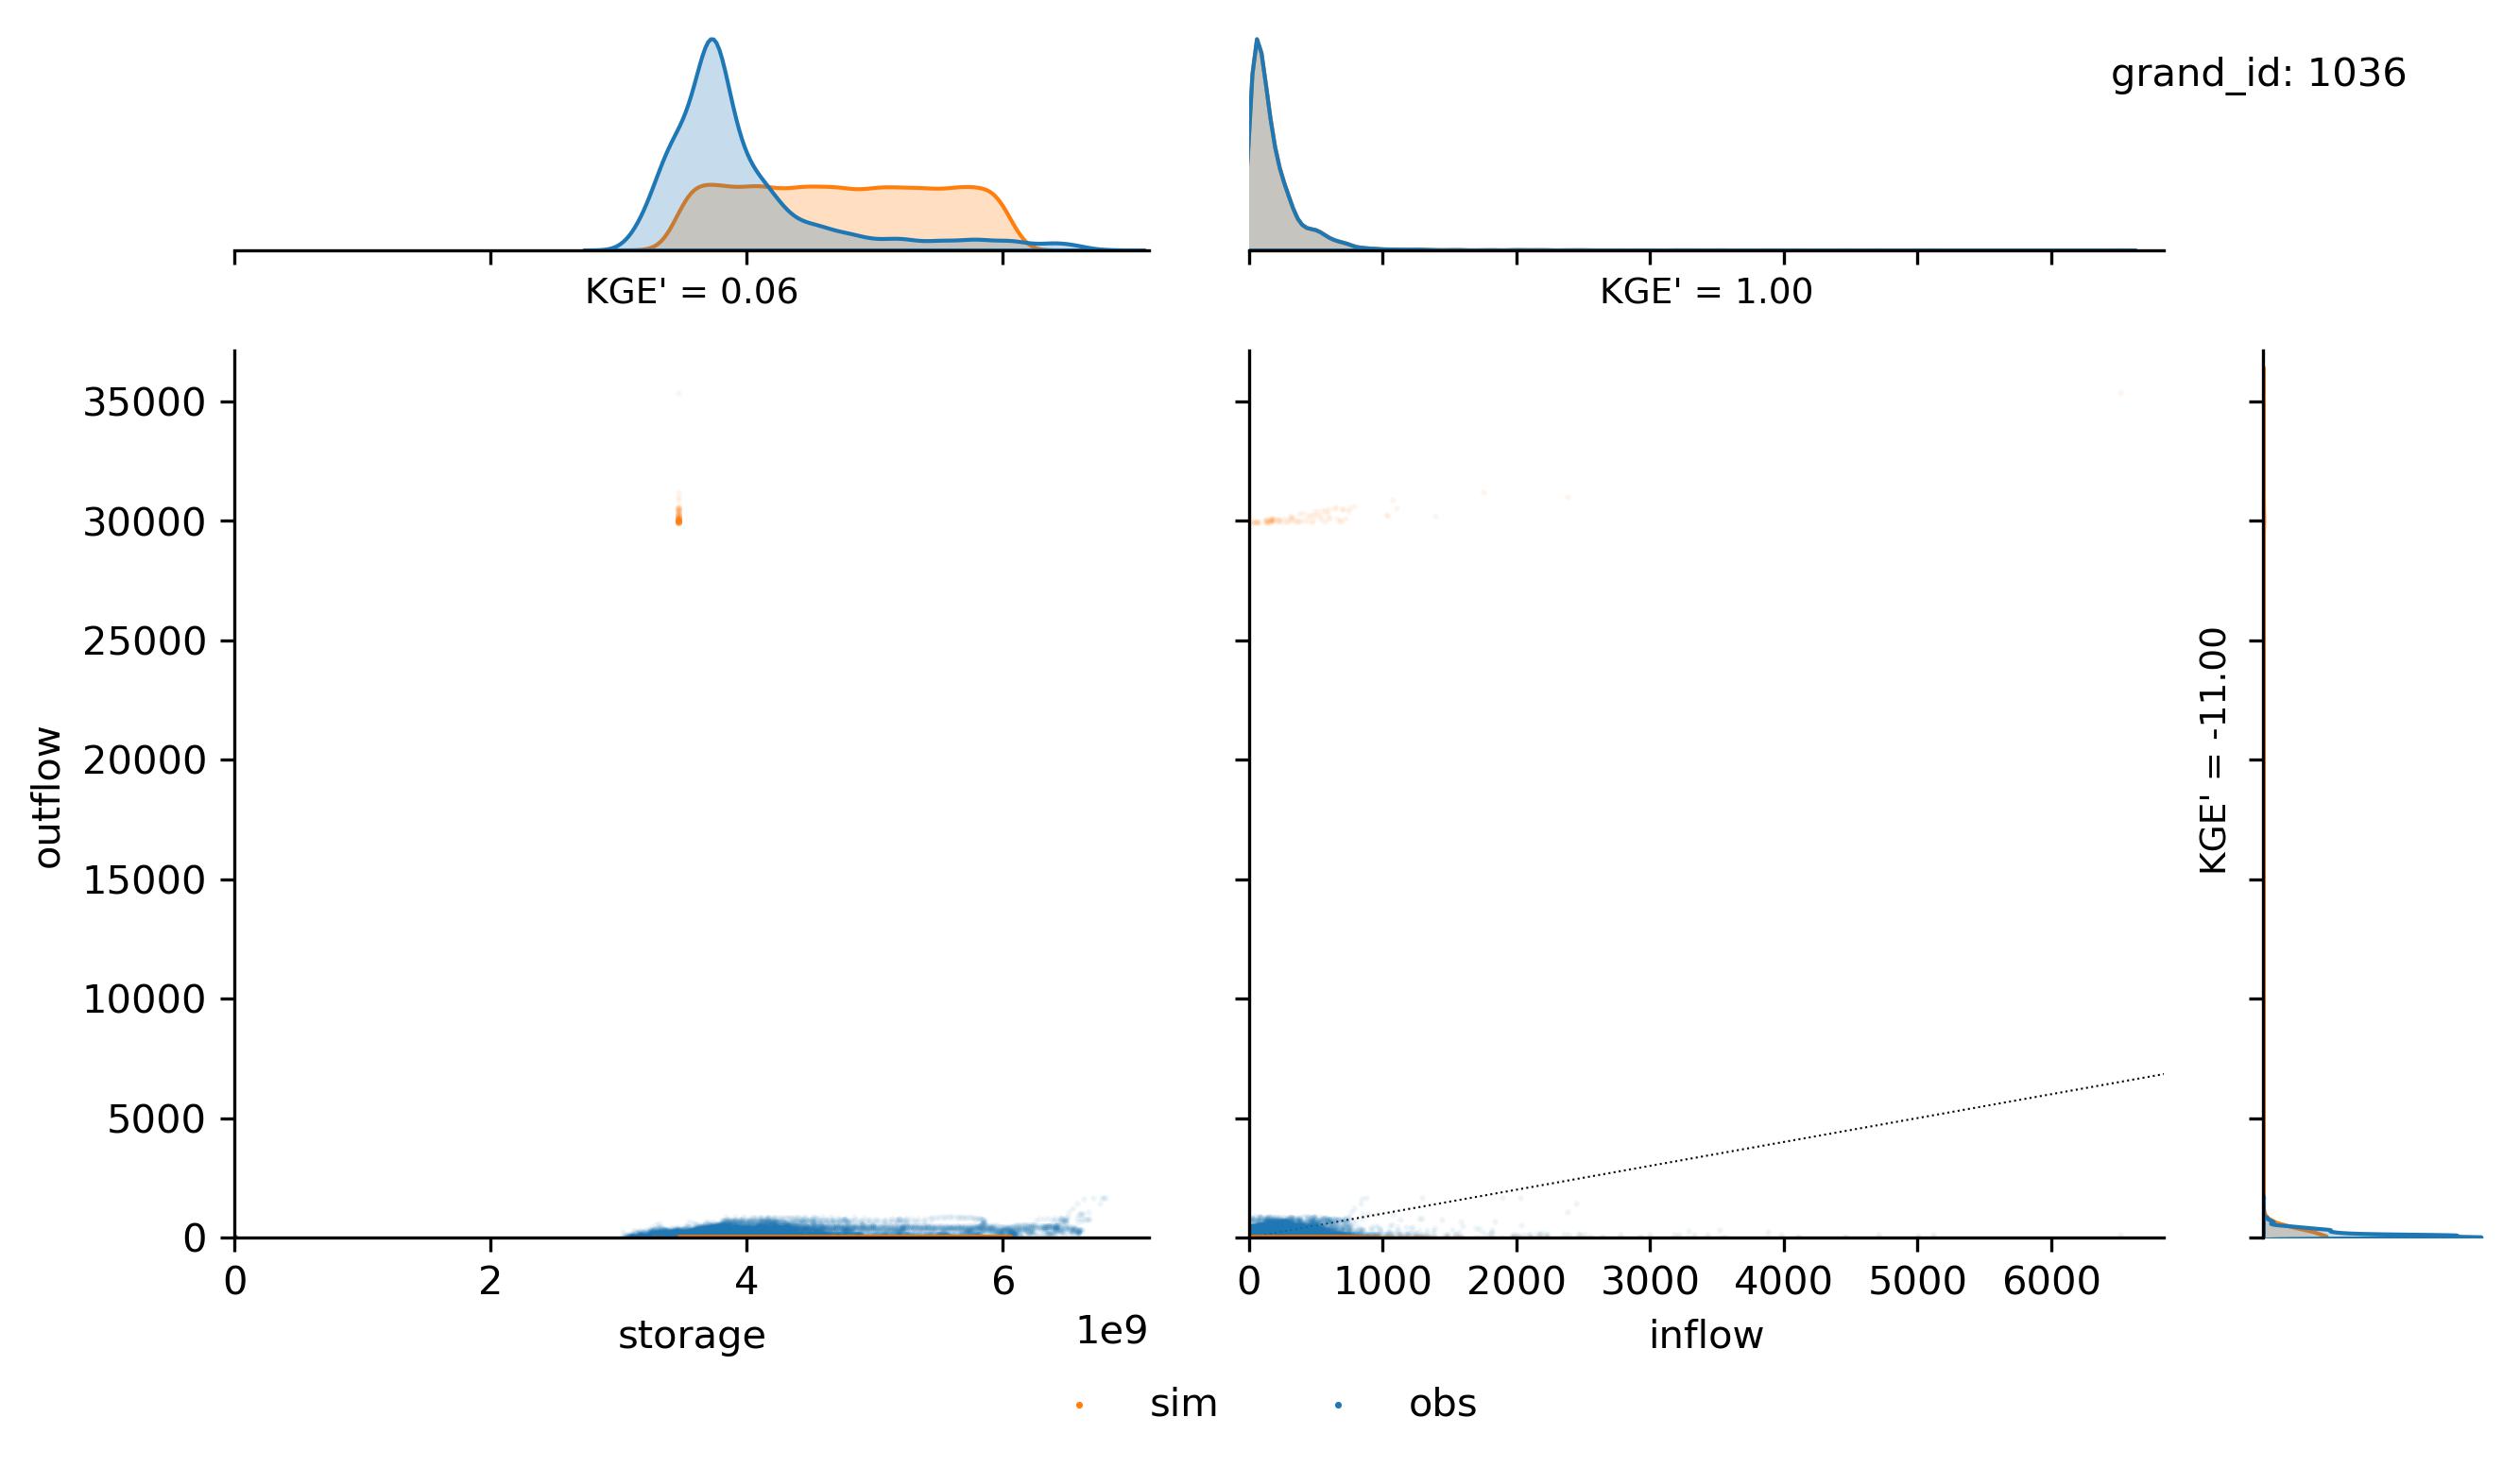 grand_id: 1036
KGE' = 0.06
KGE' = 1.00
35000
30000
25000
20000
15000
10000
5000
0
outflow
KGE' = -11.00
0 2 4 6
1e9
storage
0 1000 2000 3000 4000 5000 6000
inflow
sim obs